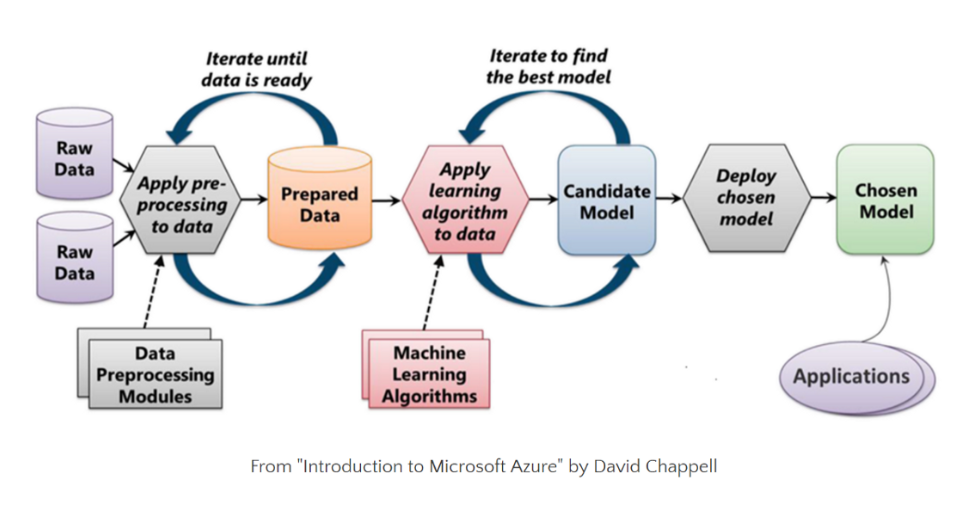 Iterate until
data is ready
Iterate to find
the best model
Raw
Data
Raw
Data
Apply pre-
processing
to data
Prepared
Data
Apply
learning
algorithm
to data
Candidate
Model
Deploy
chosen
model
Chosen
Model
Data
Preprocessing
Modules
Machine
Learning
Algorithms
Applications
From "Introduction to Microsoft Azure" by David Chappell